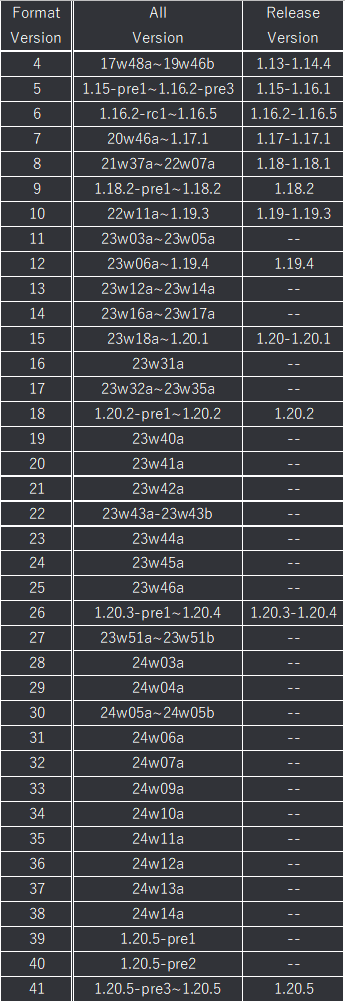 Format Version All Version Release Version
4 17w48a~19w46b 1.13-1.14.4
5 1.15-pre1~1.16.2-pre3 1.15-1.16.1
6 1.16.2-rc1~1.16.5 1.16.2-1.16.5
7 20w46a~1.17.1 1.17-1.17.1
8 21w37a~22w07a 1.18-1.18.1
9 1.18.2-pre1~1.18.2 1.18.2
10 22w11a~1.19.3 1.19-1.19.3
11 23w03a~23w05a --
12 23w06a~1.19.4 1.19.4
13 23w12a~23w14a --
14 23w16a~23w17a --
15 23w18a~1.20.1 1.20-1.20.1
16 23w31a --
17 23w32a~23w35a --
18 1.20.2-pre1~1.20.2 1.20.2
19 23w40a --
20 23w41a --
21 23w42a --
22 23w43a-23w43b --
23 23w44a --
24 23w45a --
25 23w46a --
26 1.20.3-pre1~1.20.4 1.20.3-1.20.4
27 23w51a~23w51b --
28 24w03a --
29 24w04a --
30 24w05a~24w05b --
31 24w06a --
32 24w07a --
33 24w09a --
34 24w10a --
35 24w11a --
36 24w12a --
37 24w13a --
38 24w14a --
39 1.20.5-pre1 --
40 1.20.5-pre2 --
41 1.20.5-pre3~1.20.5 1.20.5